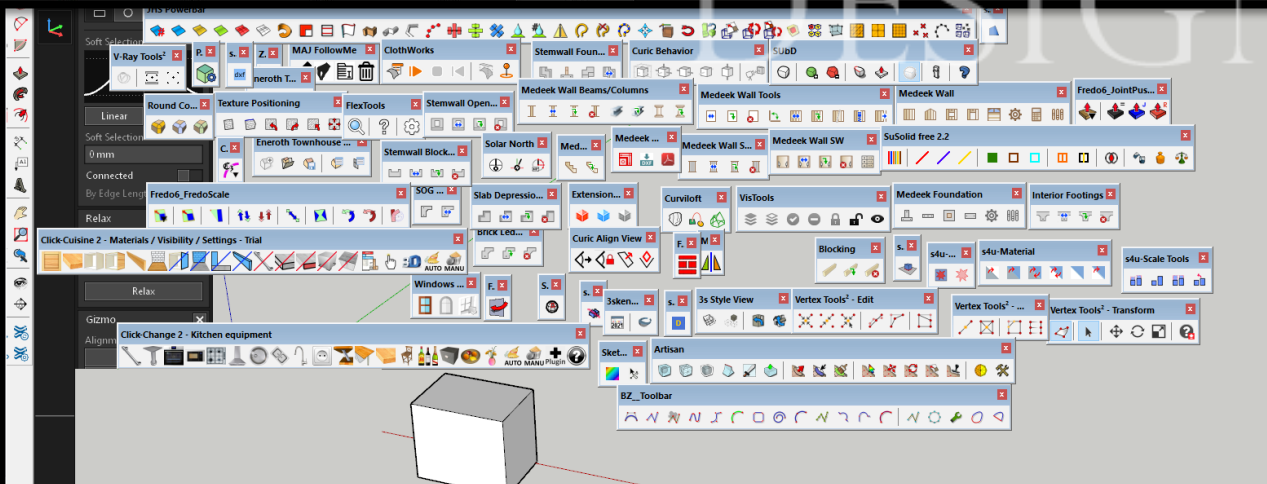 DESIGN
JHS Powerbar
s.
Soft Selection
V-Ray Tools²
P.
s.
Z.
MAJ FollowMe
ClothWorks
Stemwall Foun...
Curic Behavior
SUbD
dxf
Eneroth T...
Medeek Wall Beams/Columns
Medeek Wall Tools
Medeek Wall
Fredo6_JointPus...
Linear
Round Co...
Texture Positioning
FlexTools
Stemwall Open...
Soft Selection
0 mm
C.
Eneroth Townhouse ...
Stemwall Block...
Solar North
Med...
Medeek ...
DXF
Medeek Wall S...
Medeek Wall SW
SuSolid free 2.2
Connected
By Edge Length
Fredo6_FredoScale
SOG ...
Slab Depressio...
Extension...
Curviloft
VisTools
Medeek Foundation
Interior Footings
Relax
Click-Cuisine 2 - Materials / Visibility / Settings - Trial
AUTO MANU
Brick Led...
Curic Align View
F.
M
Blocking
s.
s4u-...
s4u-Material
s4u-Scale Tools
Relax
Windows ...
F.
S.
s.
3sken...
2021
s.
3s Style View
Vertex Tools² - Edit
Vertex Tools² - ...
Vertex Tools² - Transform
Gizmo
Alignm
Click-Change 2 - Kitchen equipment
AUTO MANU Plugin
Sket...
Artisan
BZ__Toolbar